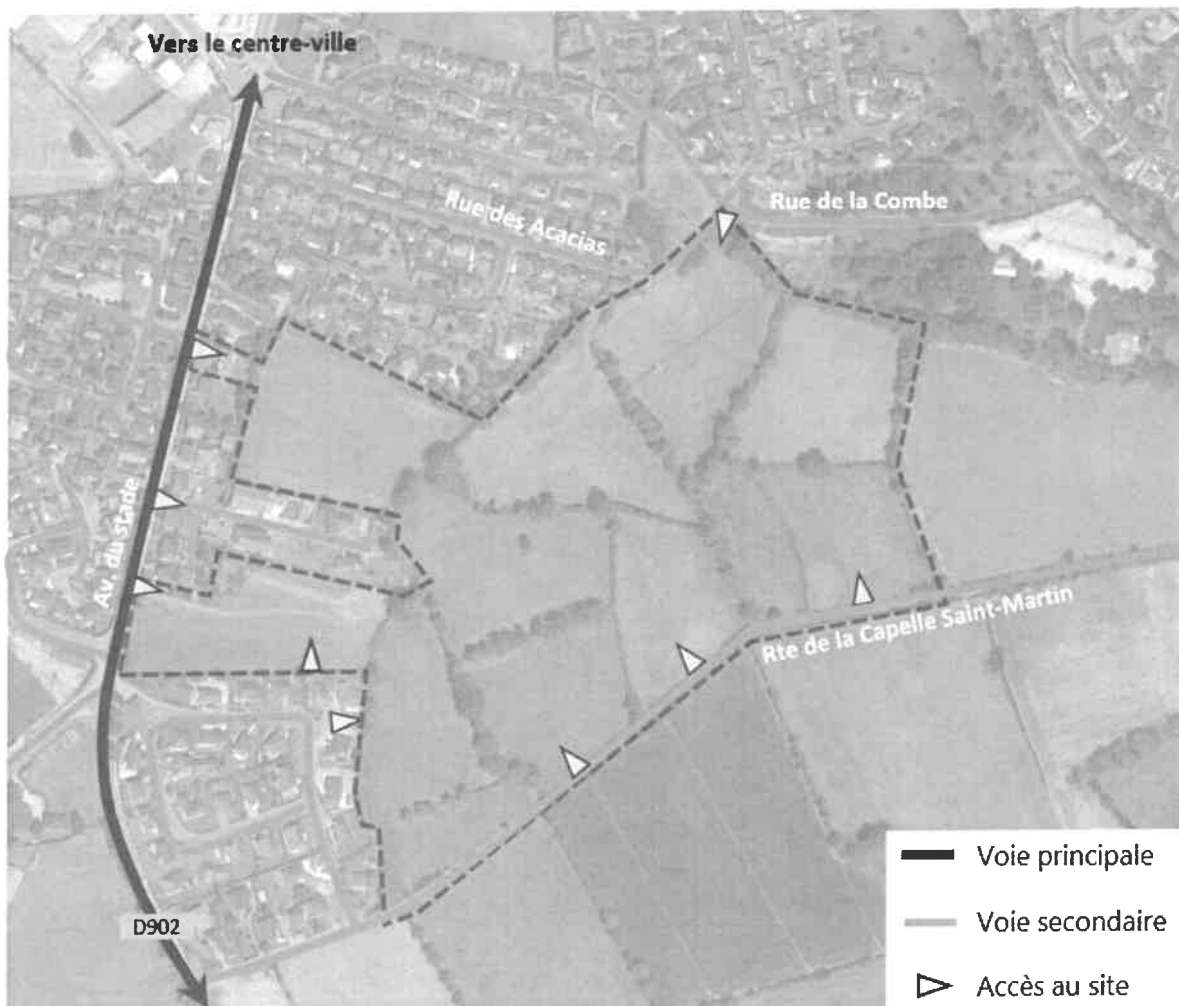 Vers le centre-ville
Rue de la Combe
Rue des Acacias
Av. du stade
Rte de la Capelle Saint-Martin
D902
Voie principale
Voie secondaire
Accès au site